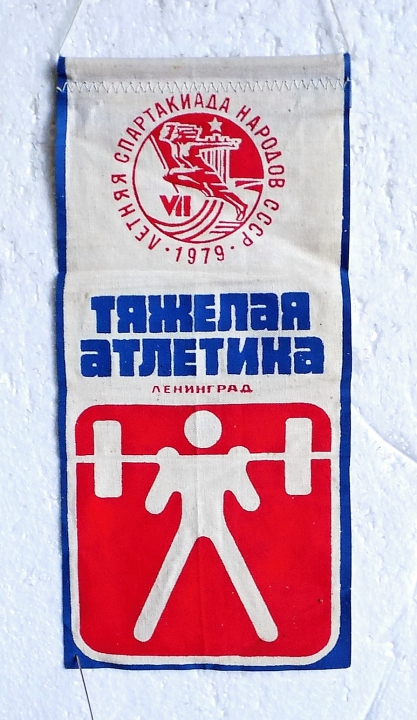 ЛЕТНЯЯ СПАРТАКИАДА НАРОДОВ СССР
VII
· 1979 ·
ТЯЖЕЛАЯ
АТЛЕТИКА
ЛЕНИНГРАД